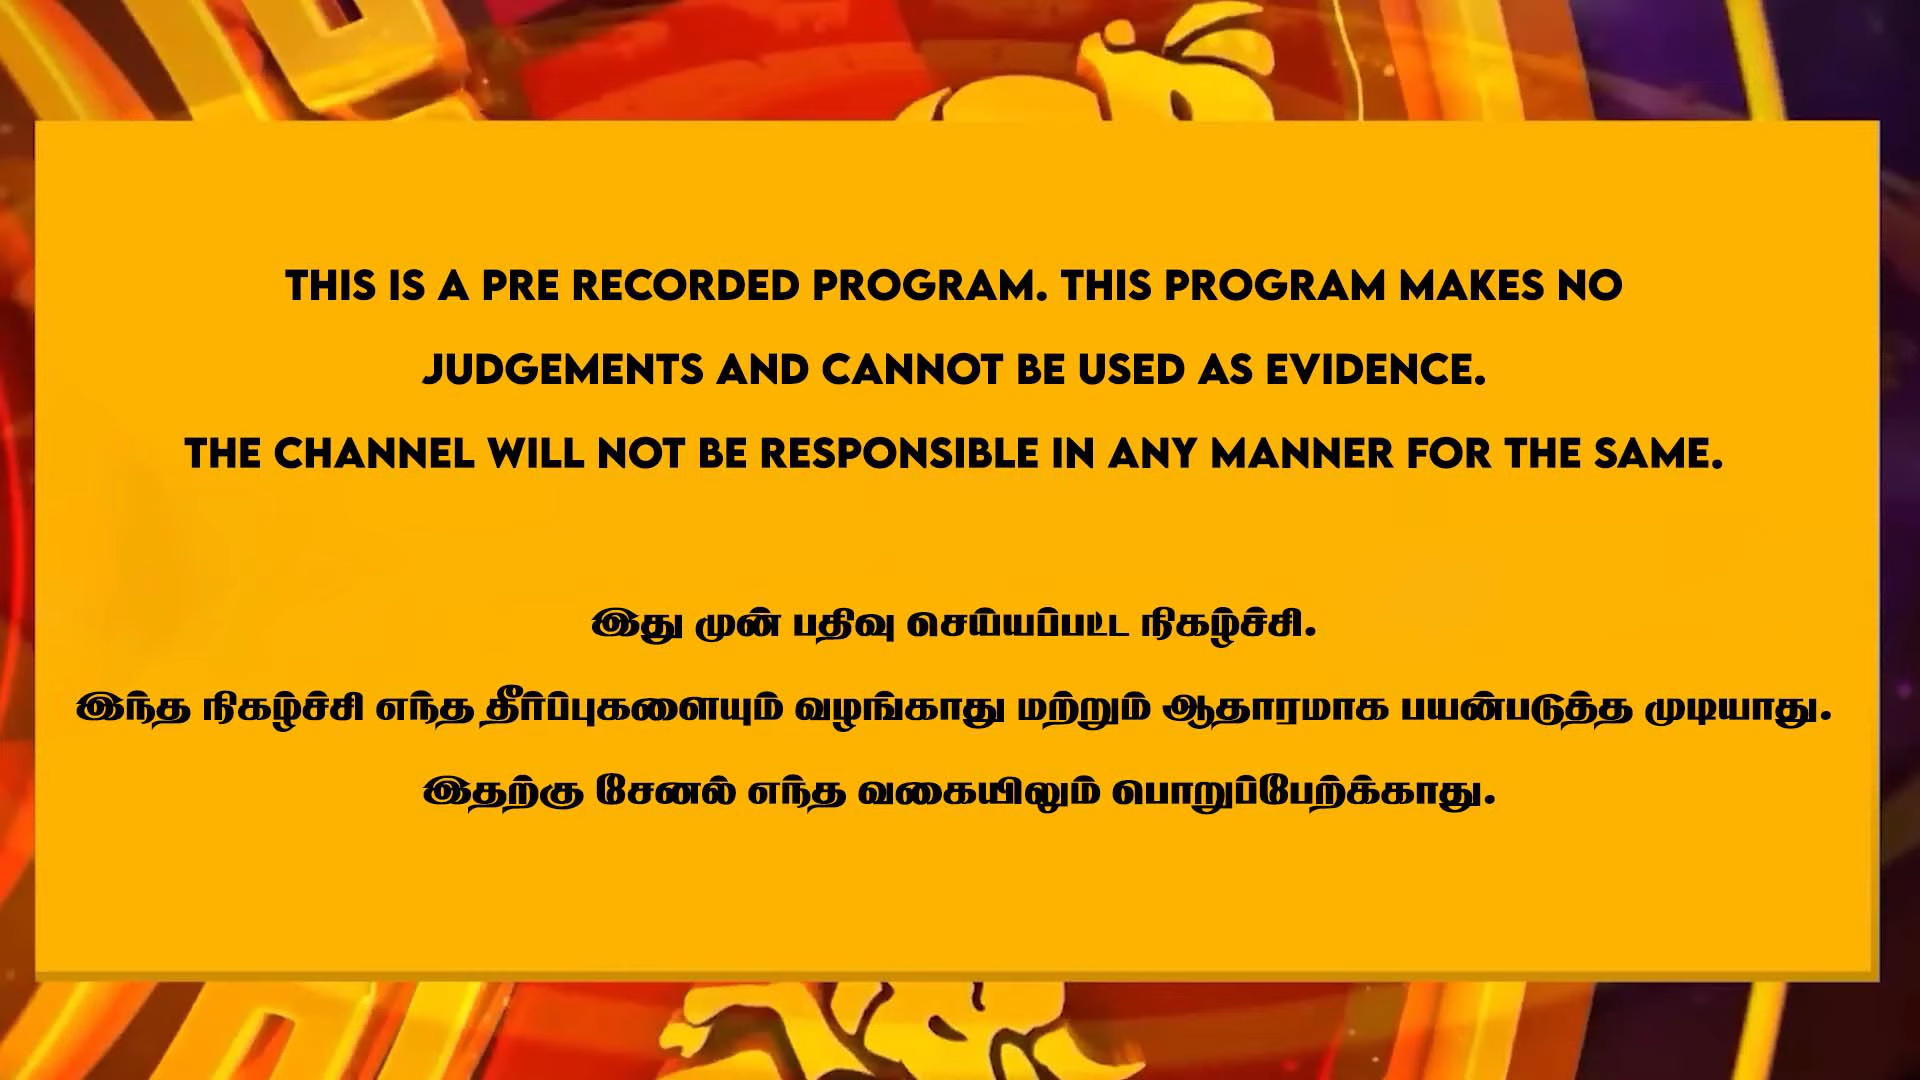 THIS IS A PRE RECORDED PROGRAM. THIS PROGRAM MAKES NO
JUDGEMENTS AND CANNOT BE USED AS EVIDENCE.
THE CHANNEL WILL NOT BE RESPONSIBLE IN ANY MANNER FOR THE SAME.
இது முன் பதிவு செய்யப்பட்ட நிகழ்ச்சி.
இந்த நிகழ்ச்சி எந்த தீர்ப்புகளையும் வழங்காது மற்றும் ஆதாரமாக பயன்படுத்த முடியாது.
இதற்கு சேனல் எந்த வகையிலும் பொறுப்பேற்க்காது.